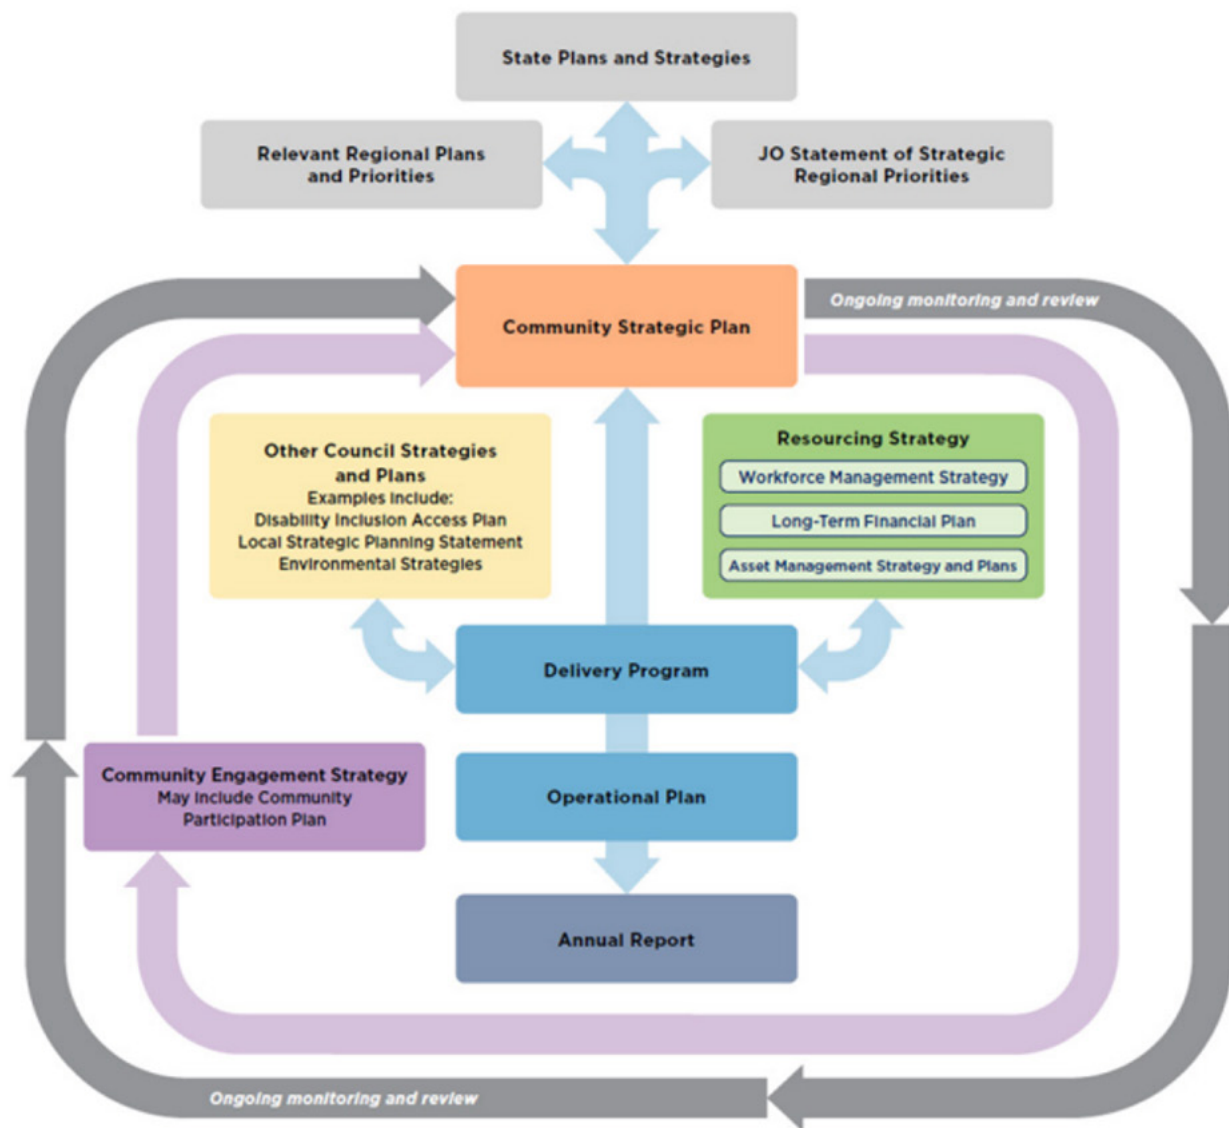 State Plans and Strategies
Relevant Regional Plans
and Priorities
JO Statement of Strategic
Regional Priorities
Community Strategic Plan
Ongoing monitoring and review
Other Council Strategies
and Plans
Examples include:
Disability Inclusion Access Plan
Local Strategic Planning Statement
Environmental Strategies
Resourcing Strategy
Workforce Management Strategy
Long-Term Financial Plan
Asset Management Strategy and Plans
Delivery Program
Community Engagement Strategy
May include Community
Participation Plan
Operational Plan
Annual Report
Ongoing monitoring and review